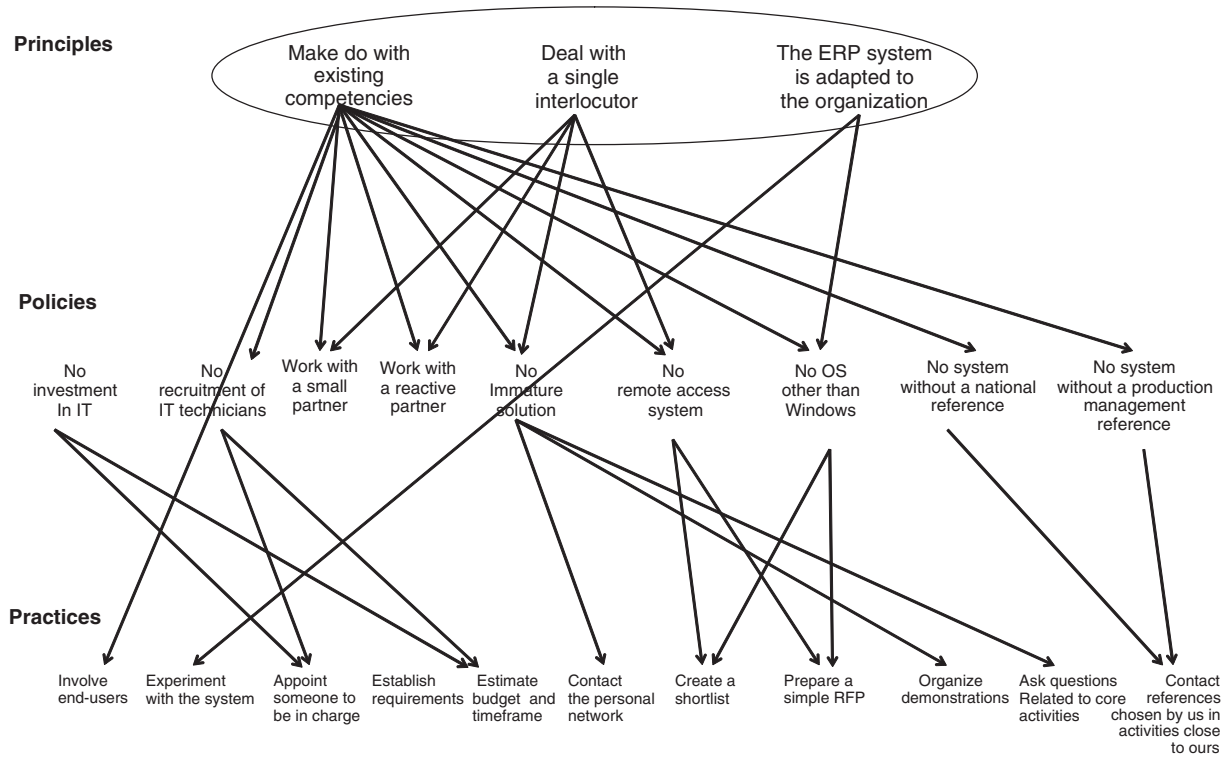 Principles
Make do with
existing
competencies
Deal with
a single
interlocutor
The ERP system
is adapted to
the organization
Policies
No
investment
In IT
No
recruitment of
IT technicians
Work with
a small
partner
Work with
a reactive
partner
No
Immature
solution
No
remote access
system
No OS
other than
Windows
No system
without a national
reference
No system
without a production
management
reference
Practices
Involve
end-users
Experiment
with the system
Appoint
someone to
be in charge
Establish
requirements
Estimate
budget and
timeframe
Contact
the personal
network
Create a
shortlist
Prepare a
simple RFP
Organize
demonstrations
Ask questions
Related to core
activities
Contact
references
chosen by us in
activities close
to ours